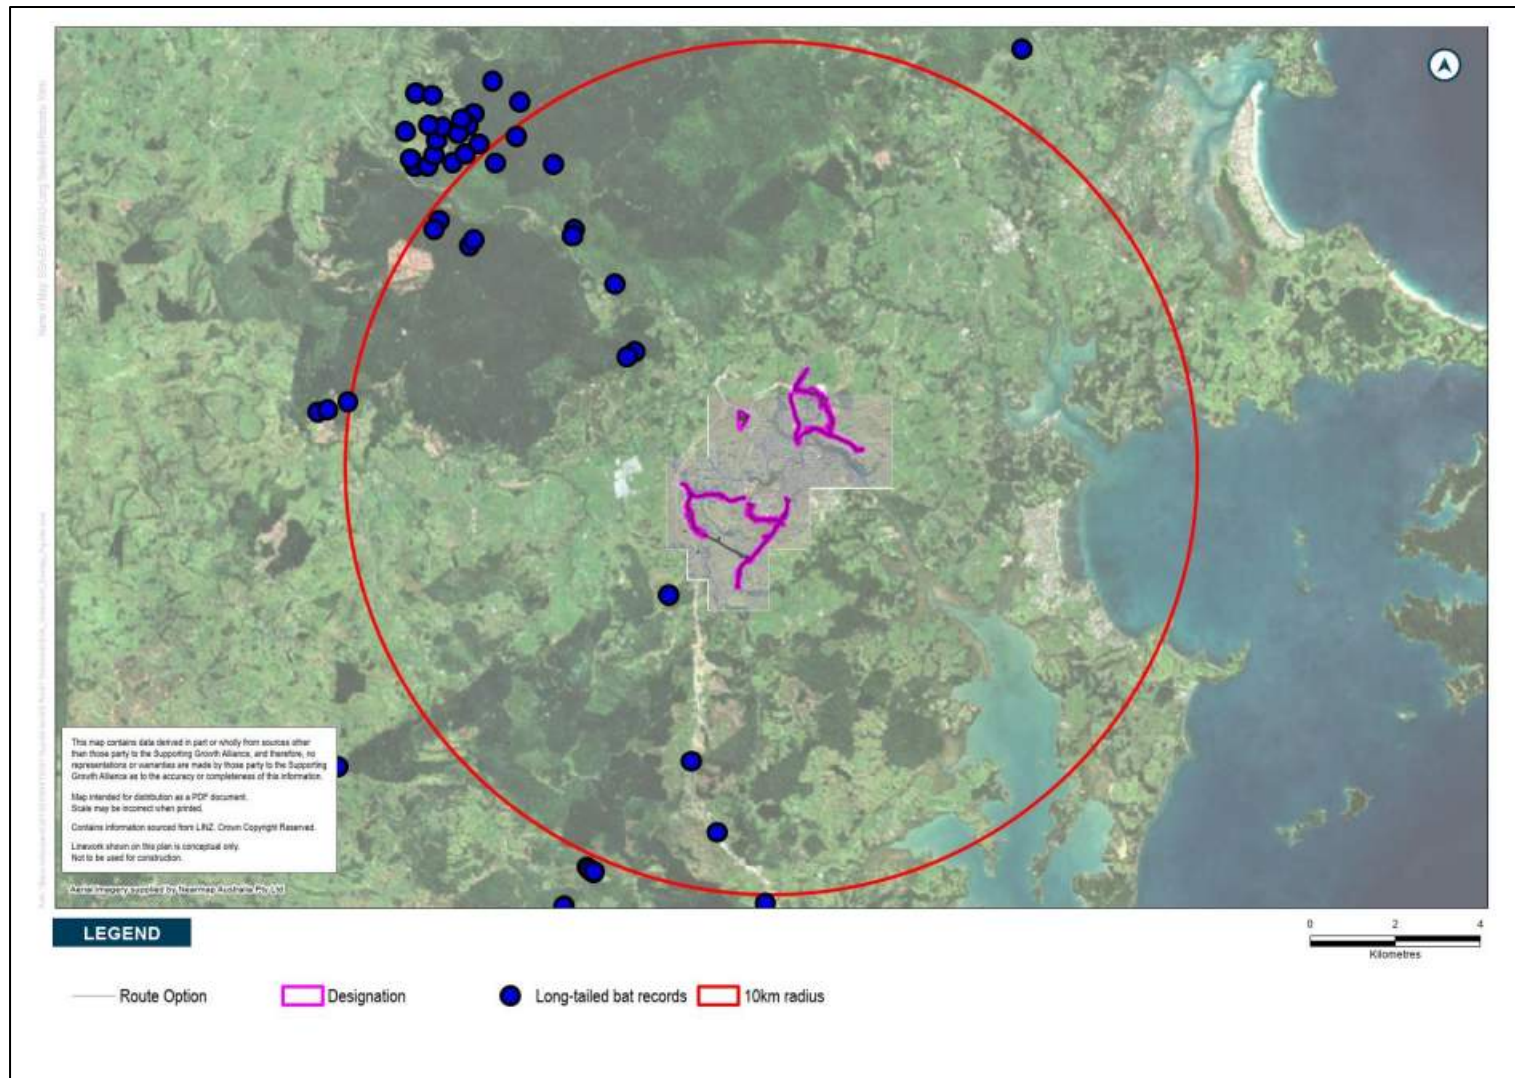 This map contains data derived in part or wholly from sources other
than those party to the Supporting Growth Alliance, and therefore, no
representations or warranties are made by those party to the Supporting
Growth Alliance as to the accuracy or completeness of this information.
Map intended for distribution as a PDF document.
Scale may be incorrect when printed.
Contains information sourced from LINZ. Crown Copyright Reserved.
Linework shown on this plan is conceptual only.
Not to be used for construction.
Aerial imagery supplied by Nearmap Australia Pty Ltd
LEGEND
0 2 4
Kilometres
Route Option
Designation
Long-tailed bat records
10km radius